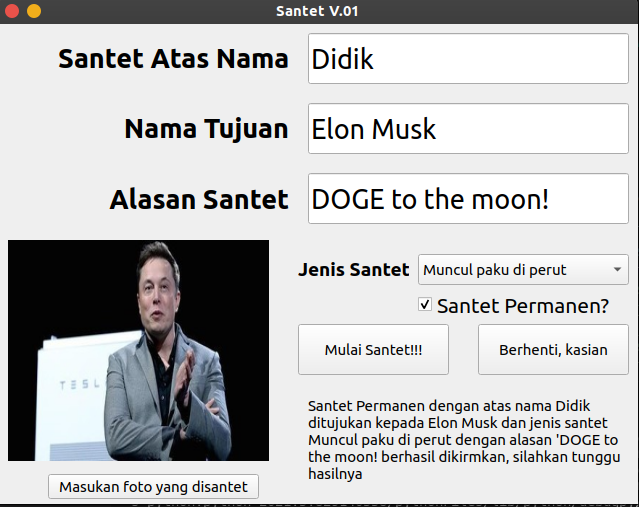 Santet V.01
Santet Atas Nama
Didik
Nama Tujuan
Elon Musk
Alasan Santet
DOGE to the moon!
TESL
Jenis Santet
Muncul paku di perut
Santet Permanen?
Mulai Santet!!!
Berhenti, kasian
Santet Permanen dengan atas nama Didik
ditujukan kepada Elon Musk dan jenis santet
Muncul paku di perut dengan alasan 'DOGE to
the moon! berhasil dikirmkan, silahkan tunggu
hasilnya
Masukan foto yang disantet